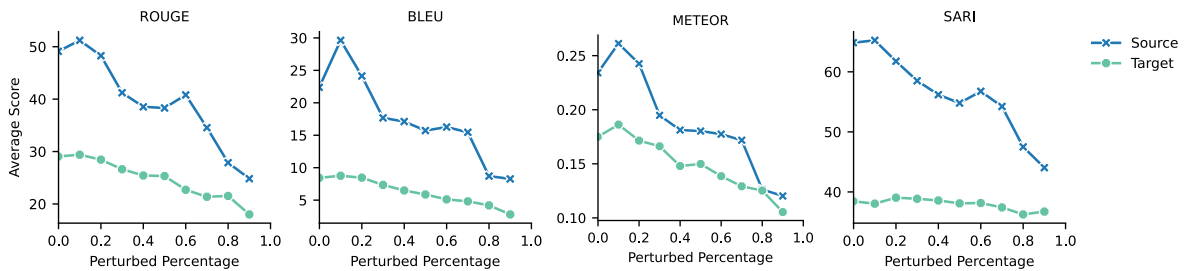 ROUGE
BLEU
METEOR
SARI
Average Score
50
40
30
20
0.0 0.2 0.4 0.6 0.8 1.0
Perturbed Percentage
30
25
20
15
10
5
0.0 0.2 0.4 0.6 0.8 1.0
Perturbed Percentage
0.25
0.20
0.15
0.10
0.0 0.2 0.4 0.6 0.8 1.0
Perturbed Percentage
60
50
40
0.0 0.2 0.4 0.6 0.8 1.0
Perturbed Percentage
Source
Target